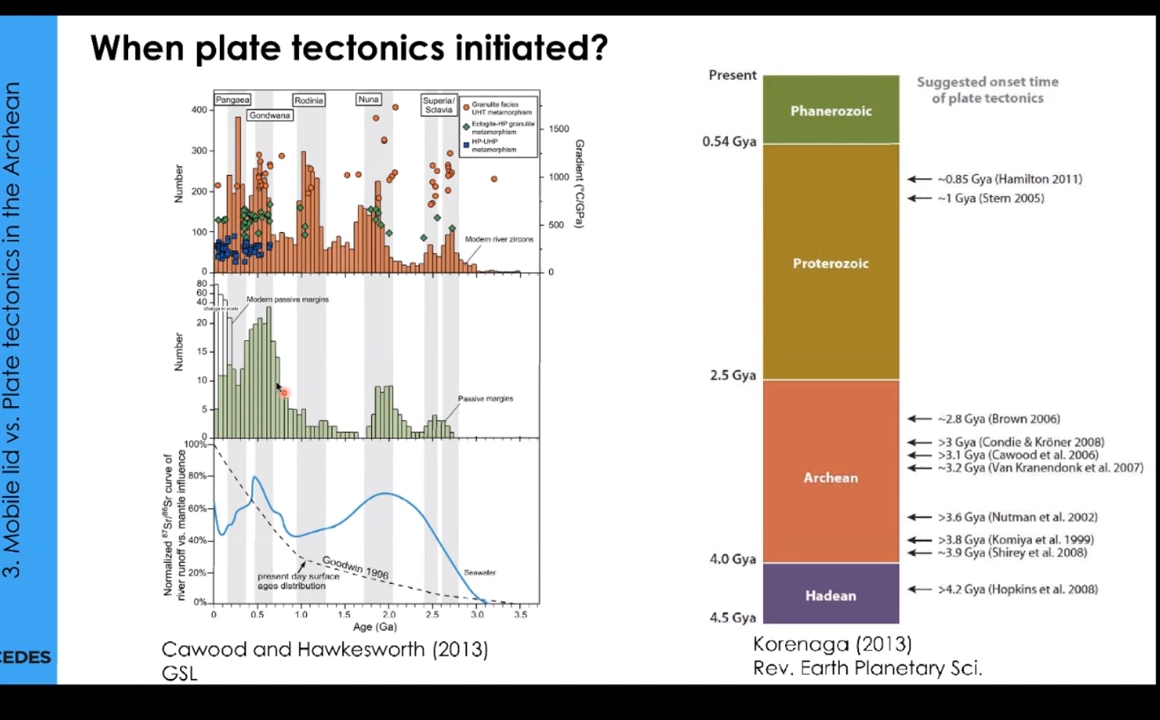 When plate tectonics initiated?
3. Mobile lid vs. Plate tectonics in the Archean
CEDES
Pangaea
Gondwana
Rodinia
Nuna
Superia/
Sclavia
Granulite facies
UHT metamorphism
Eclogite-HP granulite
metamorphism
HP-UHP
metamorphism
400
300
200
100
0
Number
1500
1000
500
0
Gradient (°C/GPa)
Modern river zircons
80
60
40
20
15
10
5
0
Number
Modern passive margins
Passive margins
100%
80%
60%
40%
20%
0%
Normalized ⁸⁷Sr/⁸⁶Sr curve of
river runoff vs. mantle influence
Goodwin 1996
present day surface
ages distribution
Seawater
0 0.5 1.0 1.5 2.0 2.5 3.0 3.5
Age (Ga)
Cawood and Hawkesworth (2013)
GSL
Present
Suggested onset time
of plate tectonics
Phanerozoic
0.54 Gya
~0.85 Gya (Hamilton 2011)
~1 Gya (Stern 2005)
Proterozoic
2.5 Gya
~2.8 Gya (Brown 2006)
>3 Gya (Condie & Kröner 2008)
>3.1 Gya (Cawood et al. 2006)
~3.2 Gya (Van Kranendonk et al. 2007)
Archean
>3.6 Gya (Nutman et al. 2002)
>3.8 Gya (Komiya et al. 1999)
~3.9 Gya (Shirey et al. 2008)
4.0 Gya
>4.2 Gya (Hopkins et al. 2008)
Hadean
4.5 Gya
Korenaga (2013)
Rev. Earth Planetary Sci.